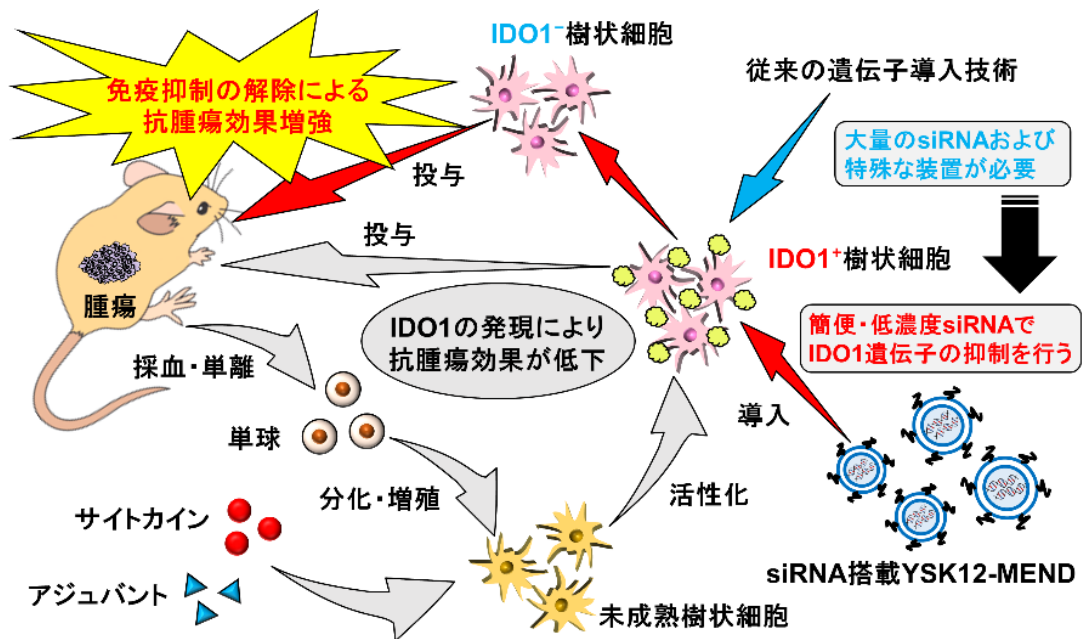 IDO1⁻樹状細胞
従来の遺伝子導入技術
免疫抑制の解除による
抗腫瘍効果増強
大量のsiRNAおよび
特殊な装置が必要
投与
投与
IDO1⁺樹状細胞
腫瘍
IDO1の発現により
抗腫瘍効果が低下
簡便・低濃度siRNAで
IDO1遺伝子の抑制を行う
採血・単離
導入
単球
活性化
分化・増殖
サイトカイン
アジュバント
siRNA搭載YSK12-MEND
未成熟樹状細胞